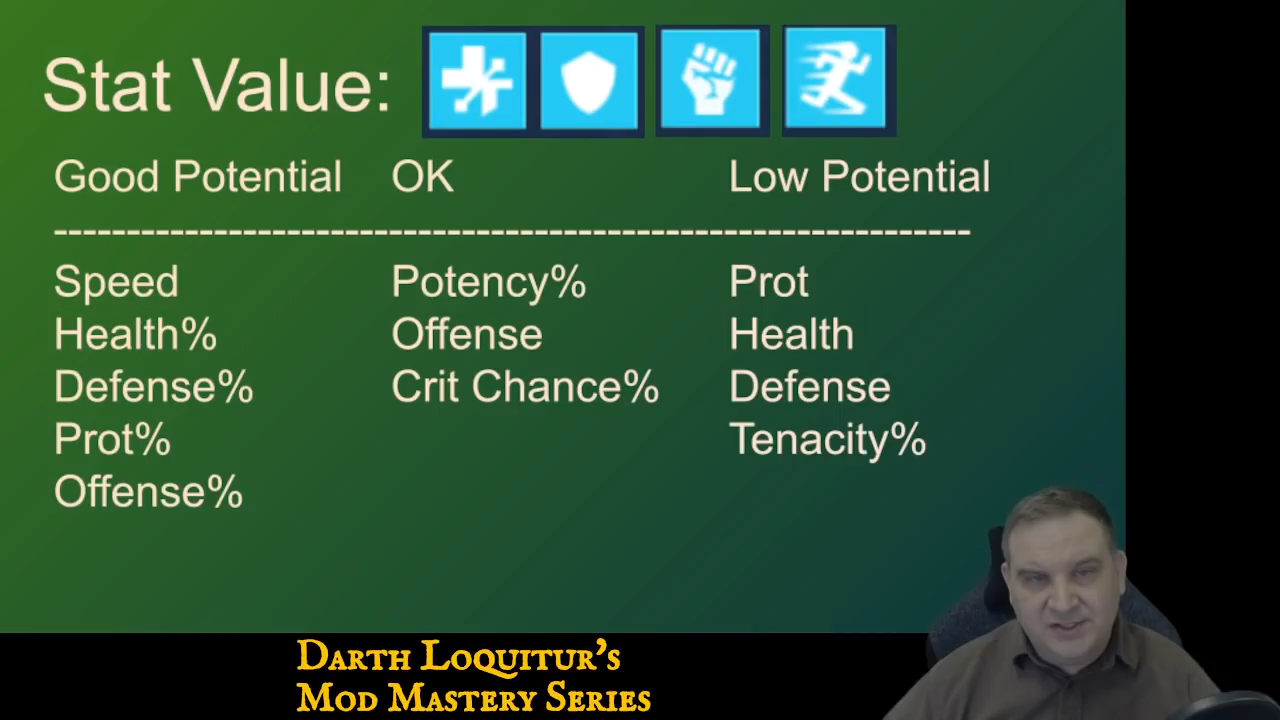 Stat Value:
Good Potential OK Low Potential
--------------------------------------------------------------
Speed Potency% Prot
Health% Offense Health
Defense% Crit Chance% Defense
Prot% Tenacity%
Offense%
Darth Loquitur's
Mod Mastery Series